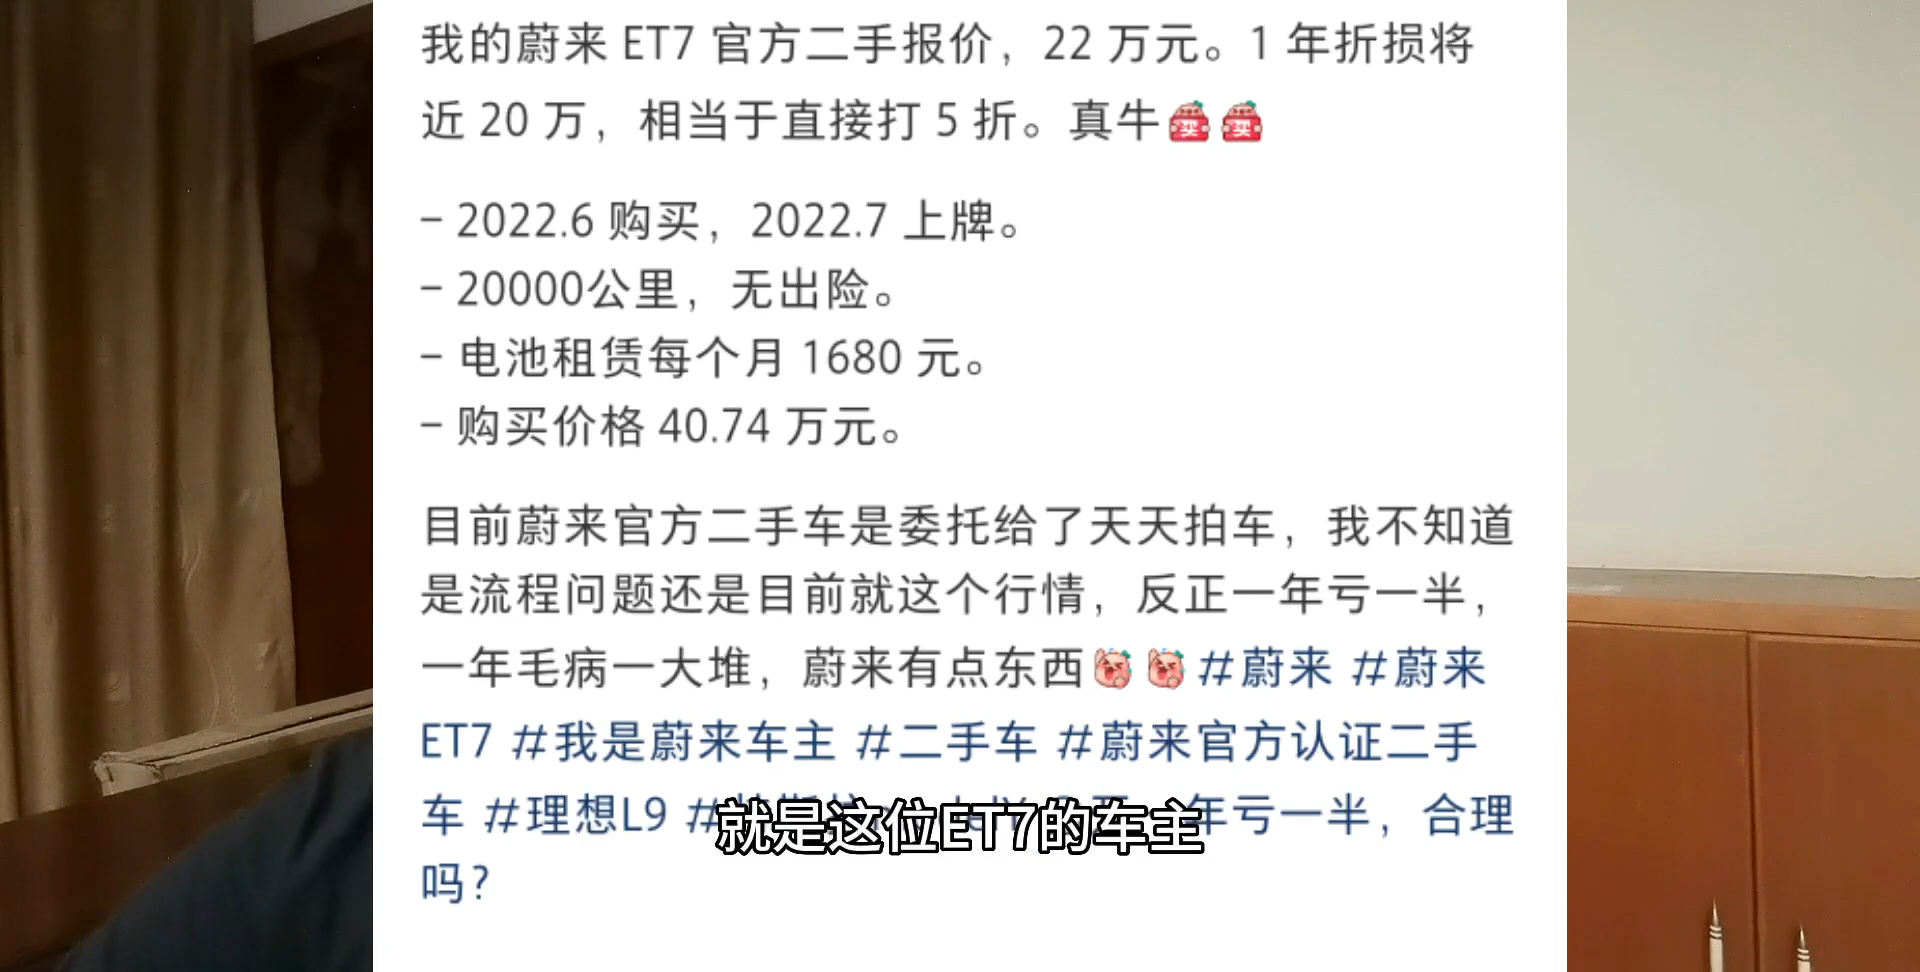 我的蔚来 ET7 官方二手报价，22 万元。1 年折损将
近 20 万，相当于直接打 5 折。真牛
买 买
- 2022.6 购买，2022.7 上牌。
- 20000公里，无出险。
- 电池租赁每个月 1680 元。
- 购买价格 40.74 万元。
目前蔚来官方二手车是委托给了天天拍车，我不知道
是流程问题还是目前就这个行情，反正一年亏一半，
一年毛病一大堆，蔚来有点东西 #蔚来 #蔚来
ET7 #我是蔚来车主 #二手车 #蔚来官方认证二手
车 #理想L9 # 年亏一半，合理
吗？
就是这位ET7的车主